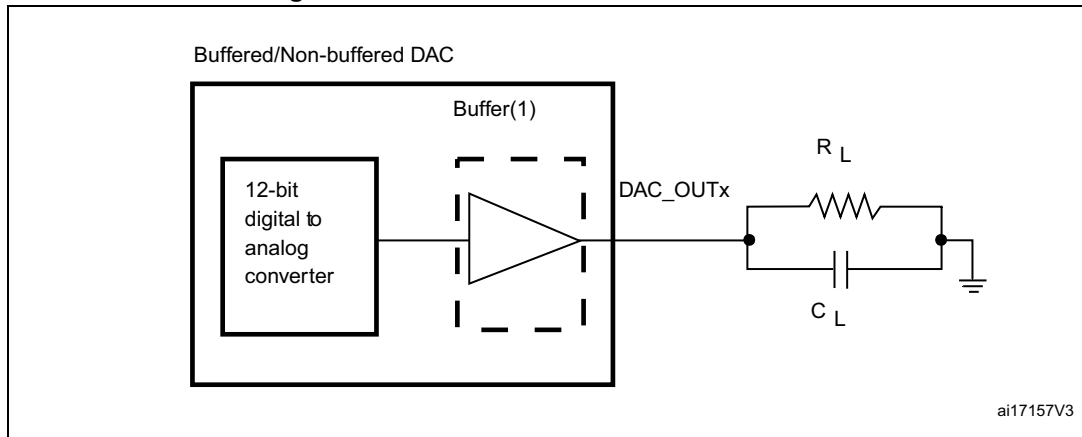 Buffered/Non-buffered DAC
Buffer(1)
12-bit
digital to
analog
converter
DAC_OUTx
R L
C L
ai17157V3